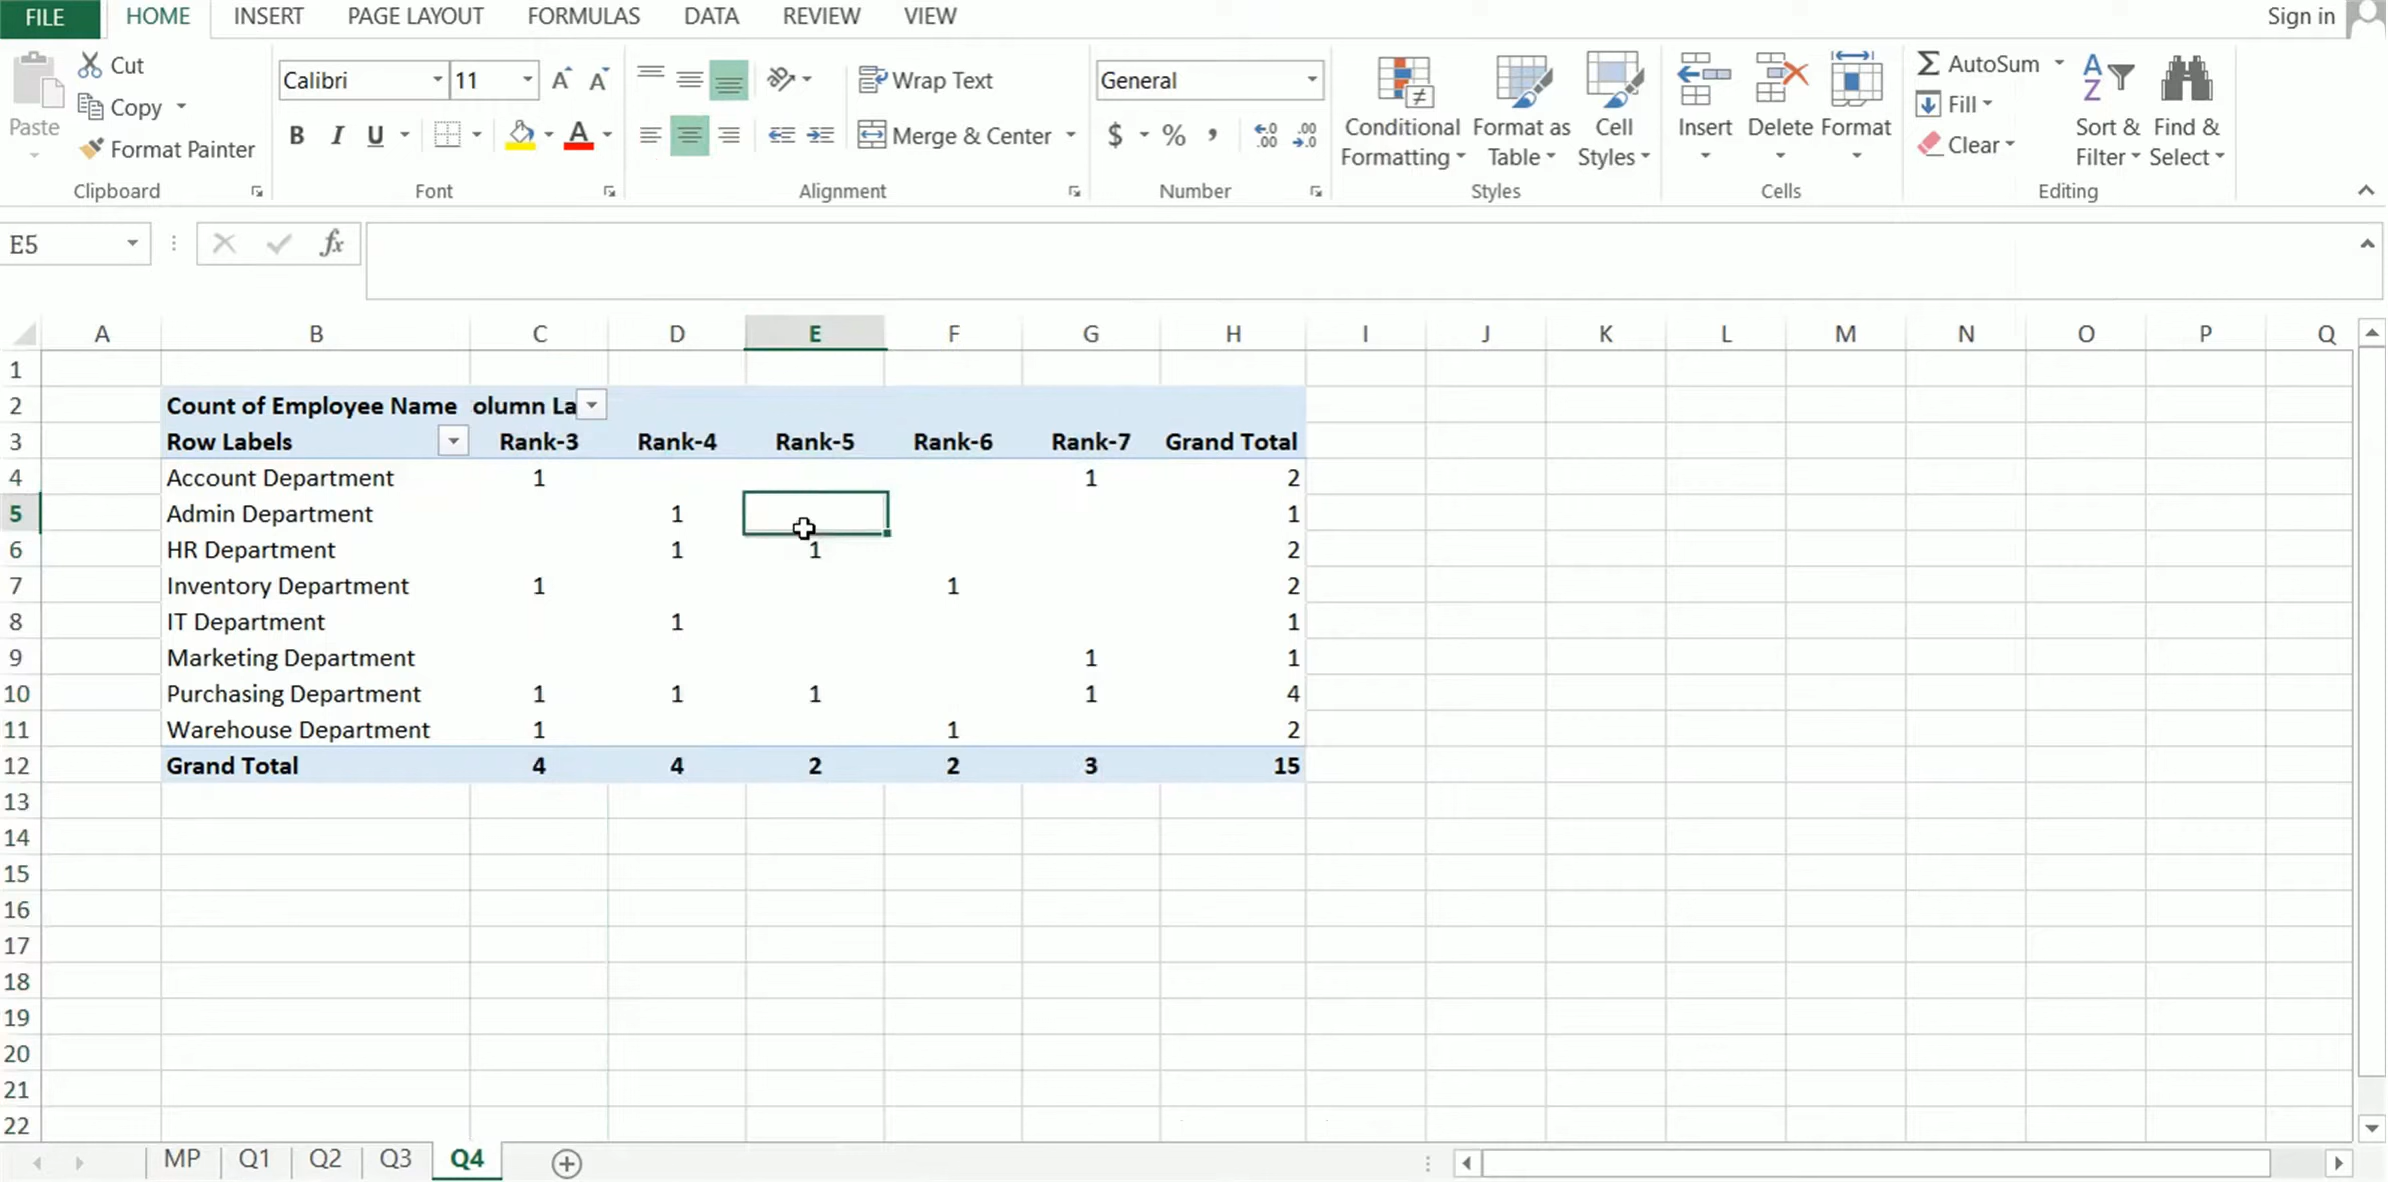 FILE HOME INSERT PAGE LAYOUT FORMULAS DATA REVIEW VIEW Sign in
Paste
Cut
Copy
Format Painter
Clipboard
Calibri 11 A A
B I U A
Font
Wrap Text
Merge & Center
Alignment
General
$ % , .0 .00 .00 .0
Number
Conditional Formatting
Format as Table
Cell Styles
Styles
Insert Delete Format
Cells
AutoSum
Fill
Clear
Sort & Filter
Find & Select
Editing
E5 fx
A B C D E F G H I J K L M N O P Q
1
2 Count of Employee Name olumn La
3 Row Labels Rank-3 Rank-4 Rank-5 Rank-6 Rank-7 Grand Total
4 Account Department 1 1 2
5 Admin Department 1 1
6 HR Department 1 1 2
7 Inventory Department 1 1 2
8 IT Department 1 1
9 Marketing Department 1 1
10 Purchasing Department 1 1 1 1 4
11 Warehouse Department 1 1 2
12 Grand Total 4 4 2 2 3 15
13
14
15
16
17
18
19
20
21
22
MP Q1 Q2 Q3 Q4